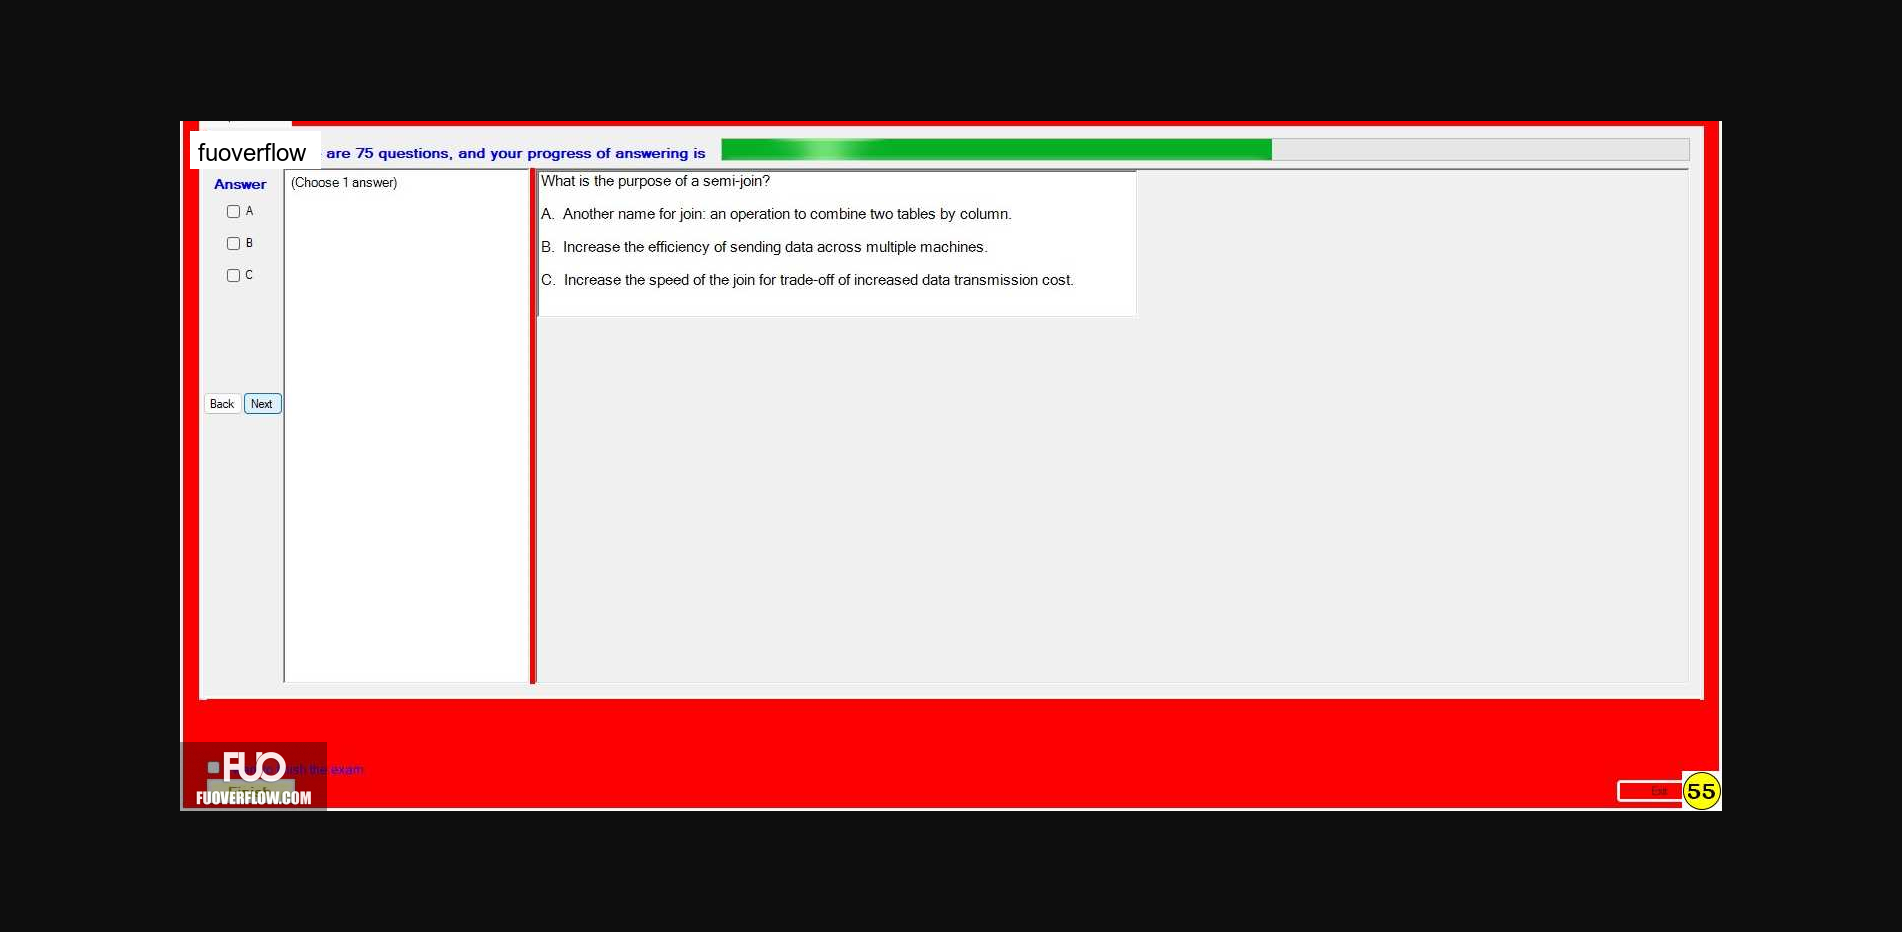 fuoverflow are 75 questions, and your progress of answering is
Answer
A
B
C
Back Next
(Choose 1 answer)
What is the purpose of a semi-join?
A. Another name for join: an operation to combine two tables by column.
B. Increase the efficiency of sending data across multiple machines.
C. Increase the speed of the join for trade-off of increased data transmission cost.
FUO
the exam
Finish
FUOVERFLOW.COM
Exit
55